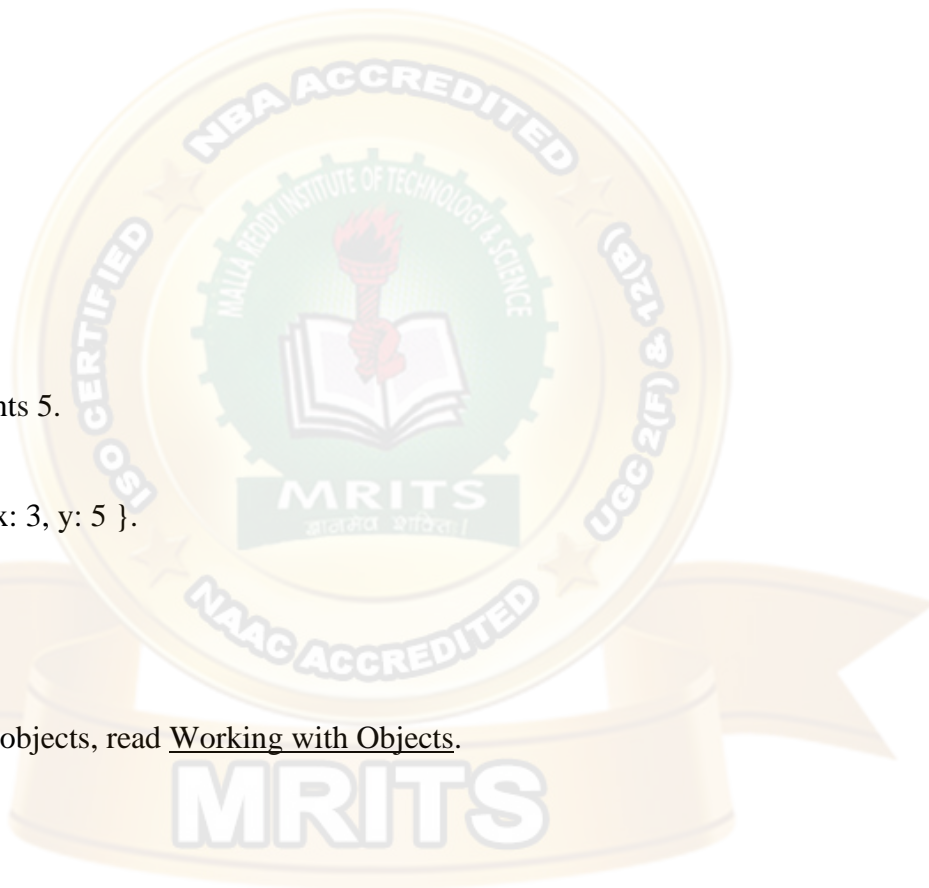 NBA ACCREDITED
MALLA REDDY INSTITUTE OF TECHNOLOGY & SCIENCE
OSI CERTIFIED
UGC 2(F) & 12(B)
nts 5.
x: 3, y: 5 }.
MRITS
NAAC ACCREDITED
objects, read Working with Objects.
MRITS